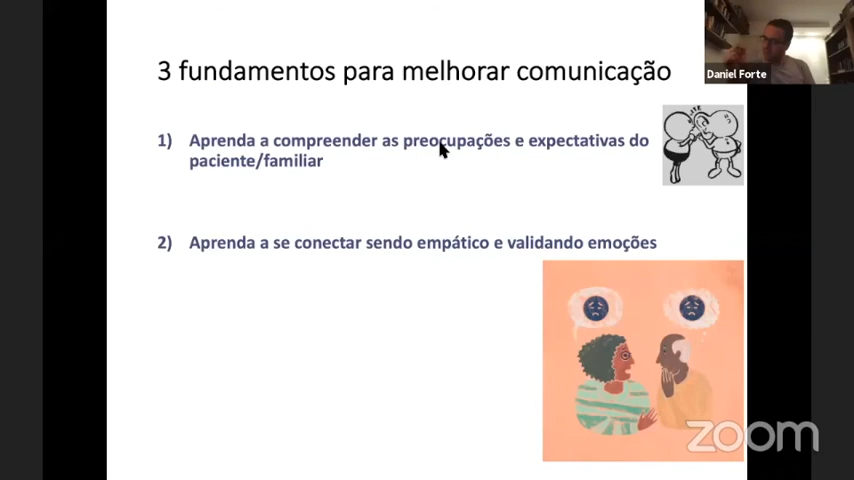 3 fundamentos para melhorar comunicação
Daniel Forte
1) Aprenda a compreender as preocupações e expectativas do
paciente/familiar
2) Aprenda a se conectar sendo empático e validando emoções
zoom